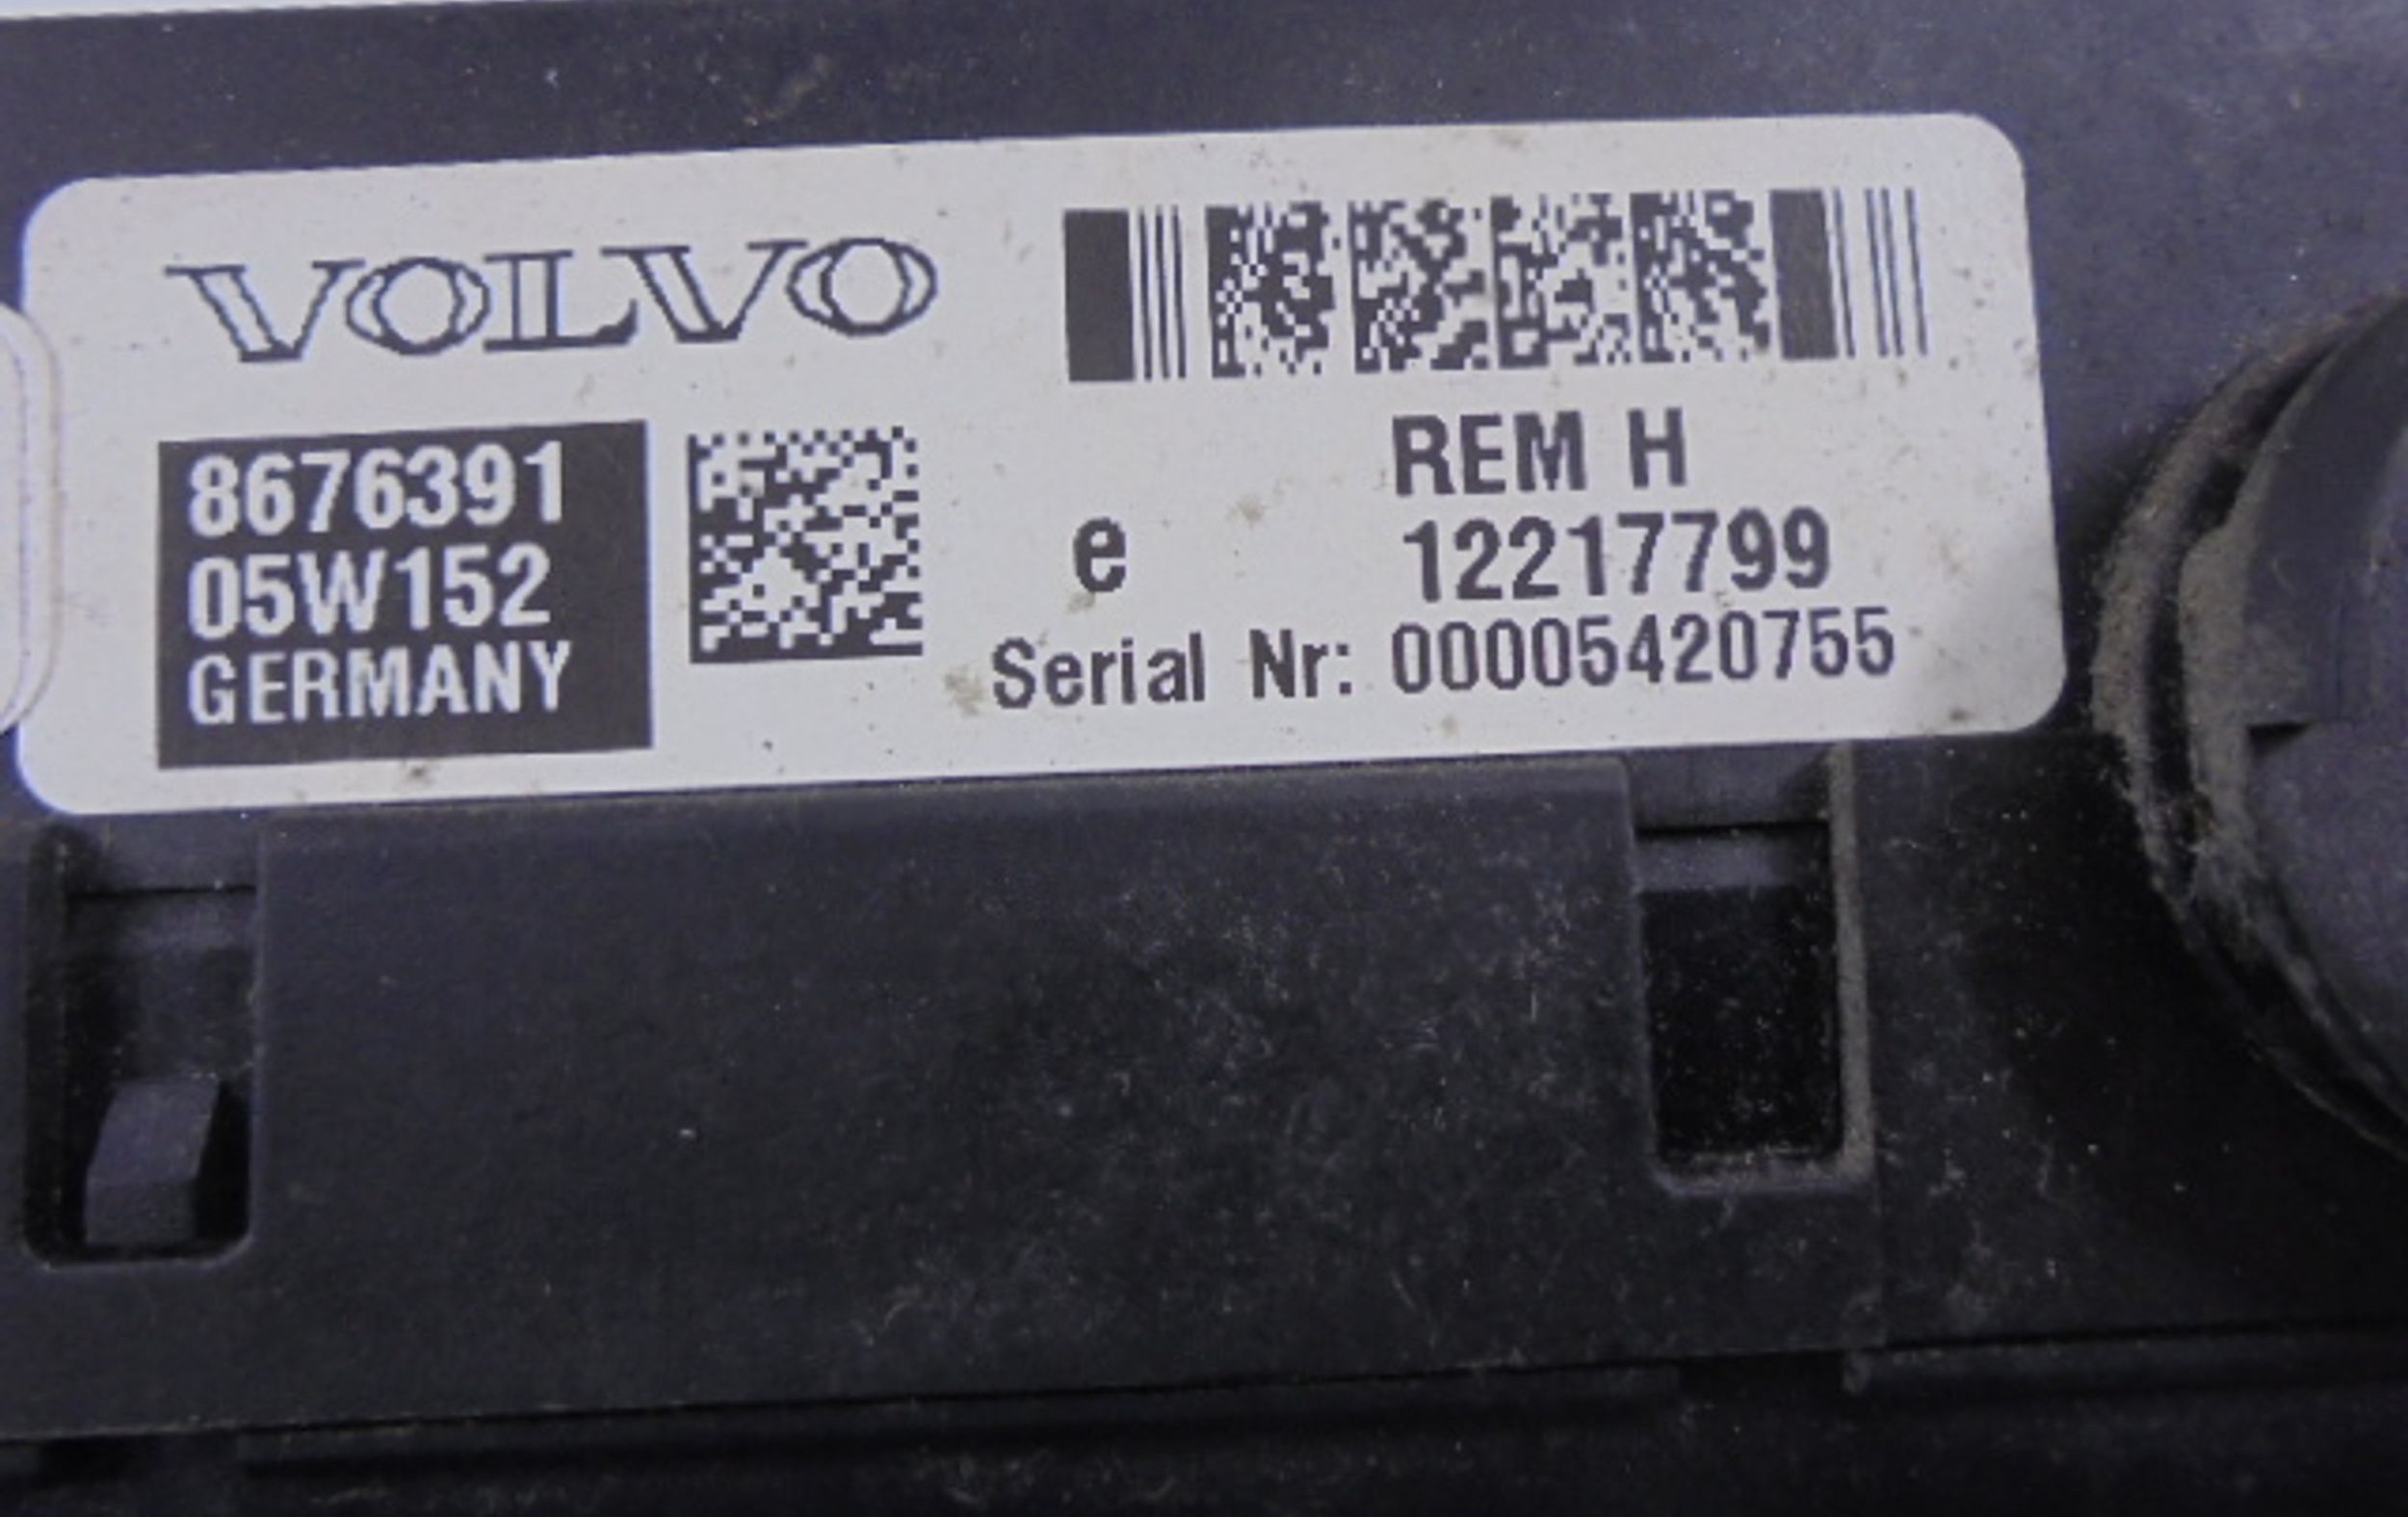 VOLVO
8676391
05W152
GERMANY
REM H
e 12217799
Serial Nr: 00005420755